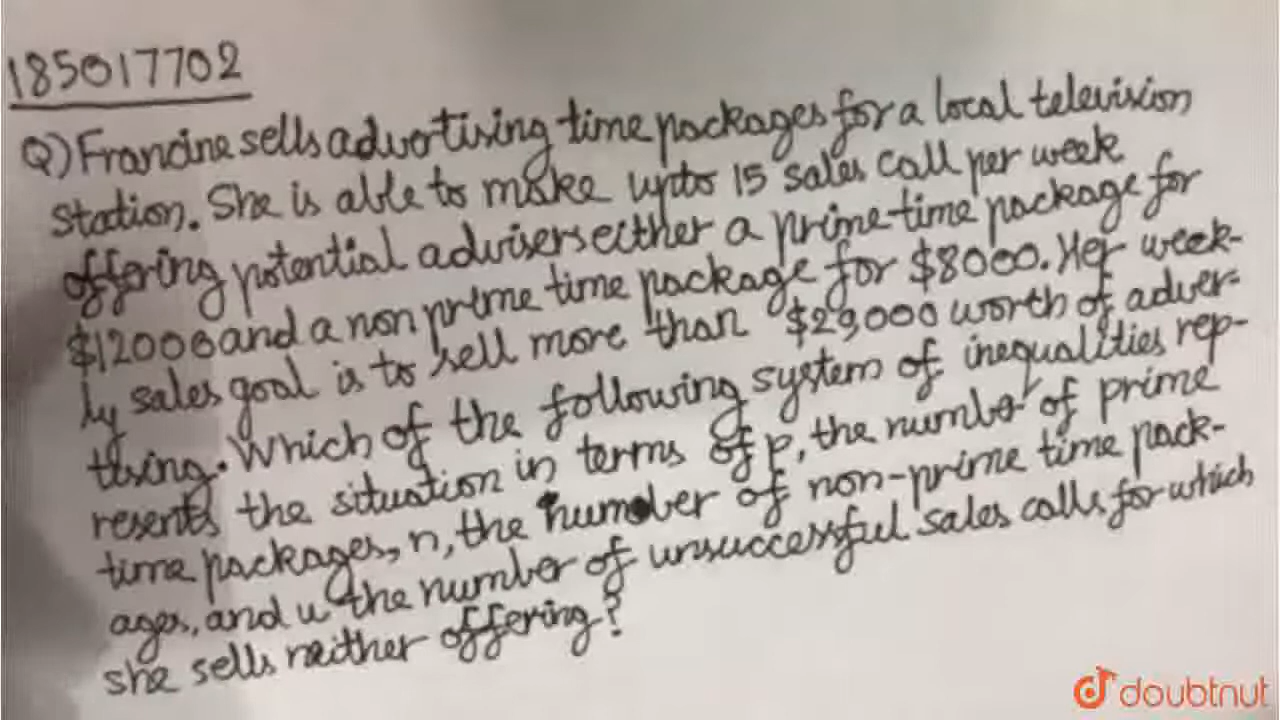 185017702
Q) Francine sells advertising time packages for a local television
station. She is able to make upto 15 sales call per week
offering potential advisers either a prime-time package for
$12000 and a non prime time package for $8000. Her week-
ly sales goal is to sell more than $29,000 worth of adver-
tising. Which of the following system of inequalities rep-
resents the situation in terms of p, the number of prime
time packages, n, the number of non-prime time pack-
ages, and u the number of unsuccessful sales calls for which
she sells neither offering?
doubtnut